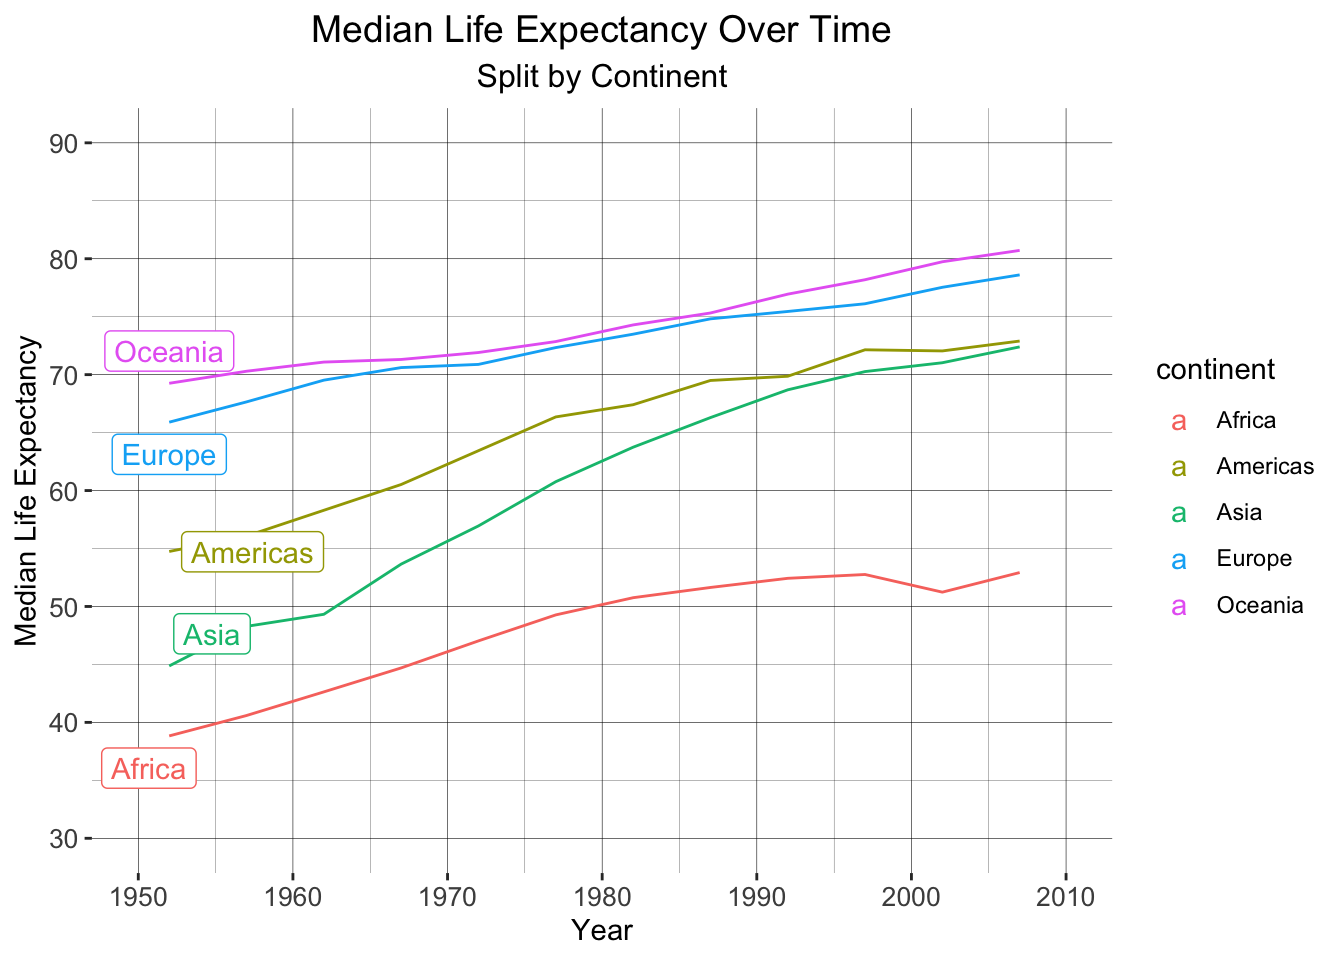 Median Life Expectancy Over Time
Split by Continent
Median Life Expectancy
90
80
70
60
50
40
30
Oceania
Europe
Americas
Asia
Africa
1950 1960 1970 1980 1990 2000 2010
Year
continent
a Africa
a Americas
a Asia
a Europe
a Oceania